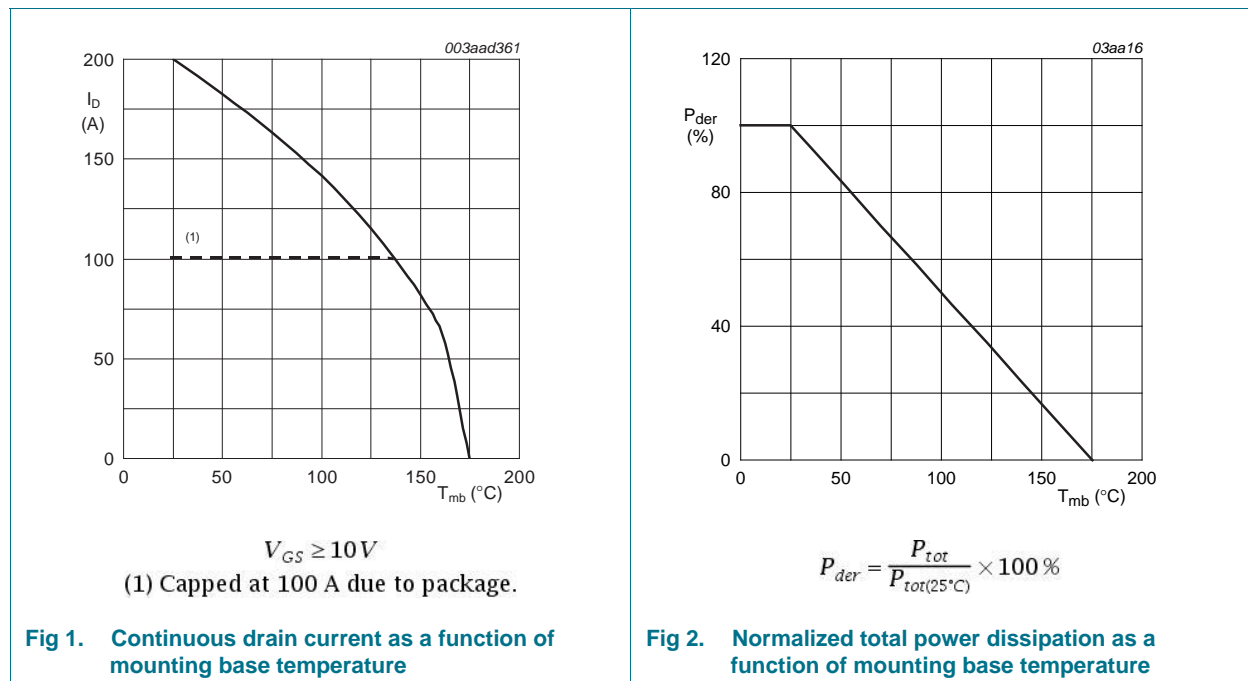 003aad361
200
I_D
(A)
150
(1)
100
50
0
0 50 100 150 200
T_mb (°C)
V_GS ≥ 10 V
(1) Capped at 100 A due to package.
Fig 1. Continuous drain current as a function of
mounting base temperature
03aa16
120
P_der
(%)
80
40
0
0 50 100 150 200
T_mb (°C)
P_der = P_tot / P_tot(25°C) × 100 %
Fig 2. Normalized total power dissipation as a
function of mounting base temperature